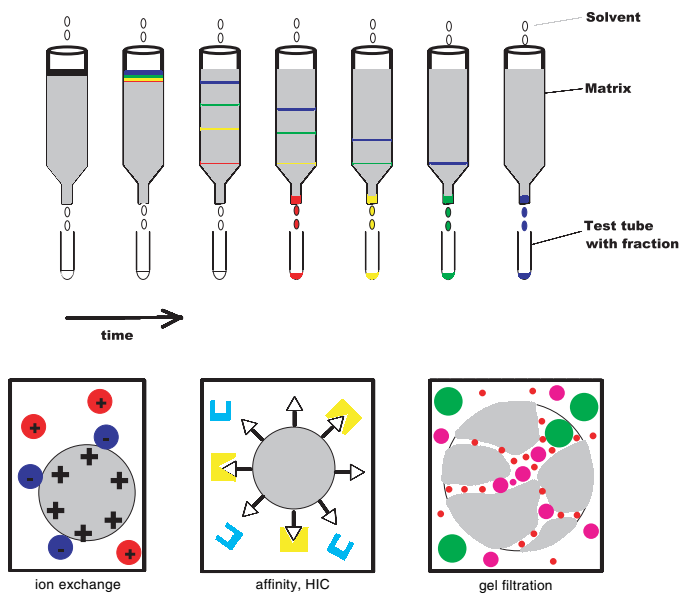 Solvent
Matrix
Test tube
with fraction
time
+
+
-
+
+
-
+
+
+
+
-
+
ion exchange
affinity, HIC
gel filtration